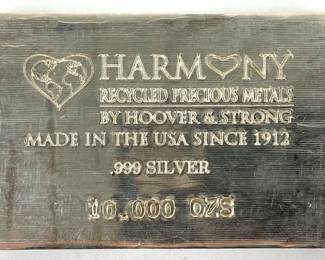 HARMONY
RECYCLED PRECIOUS METALS
BY HOOVER & STRONG
MADE IN THE USA SINCE 1912
.999 SILVER
10.000 OZS